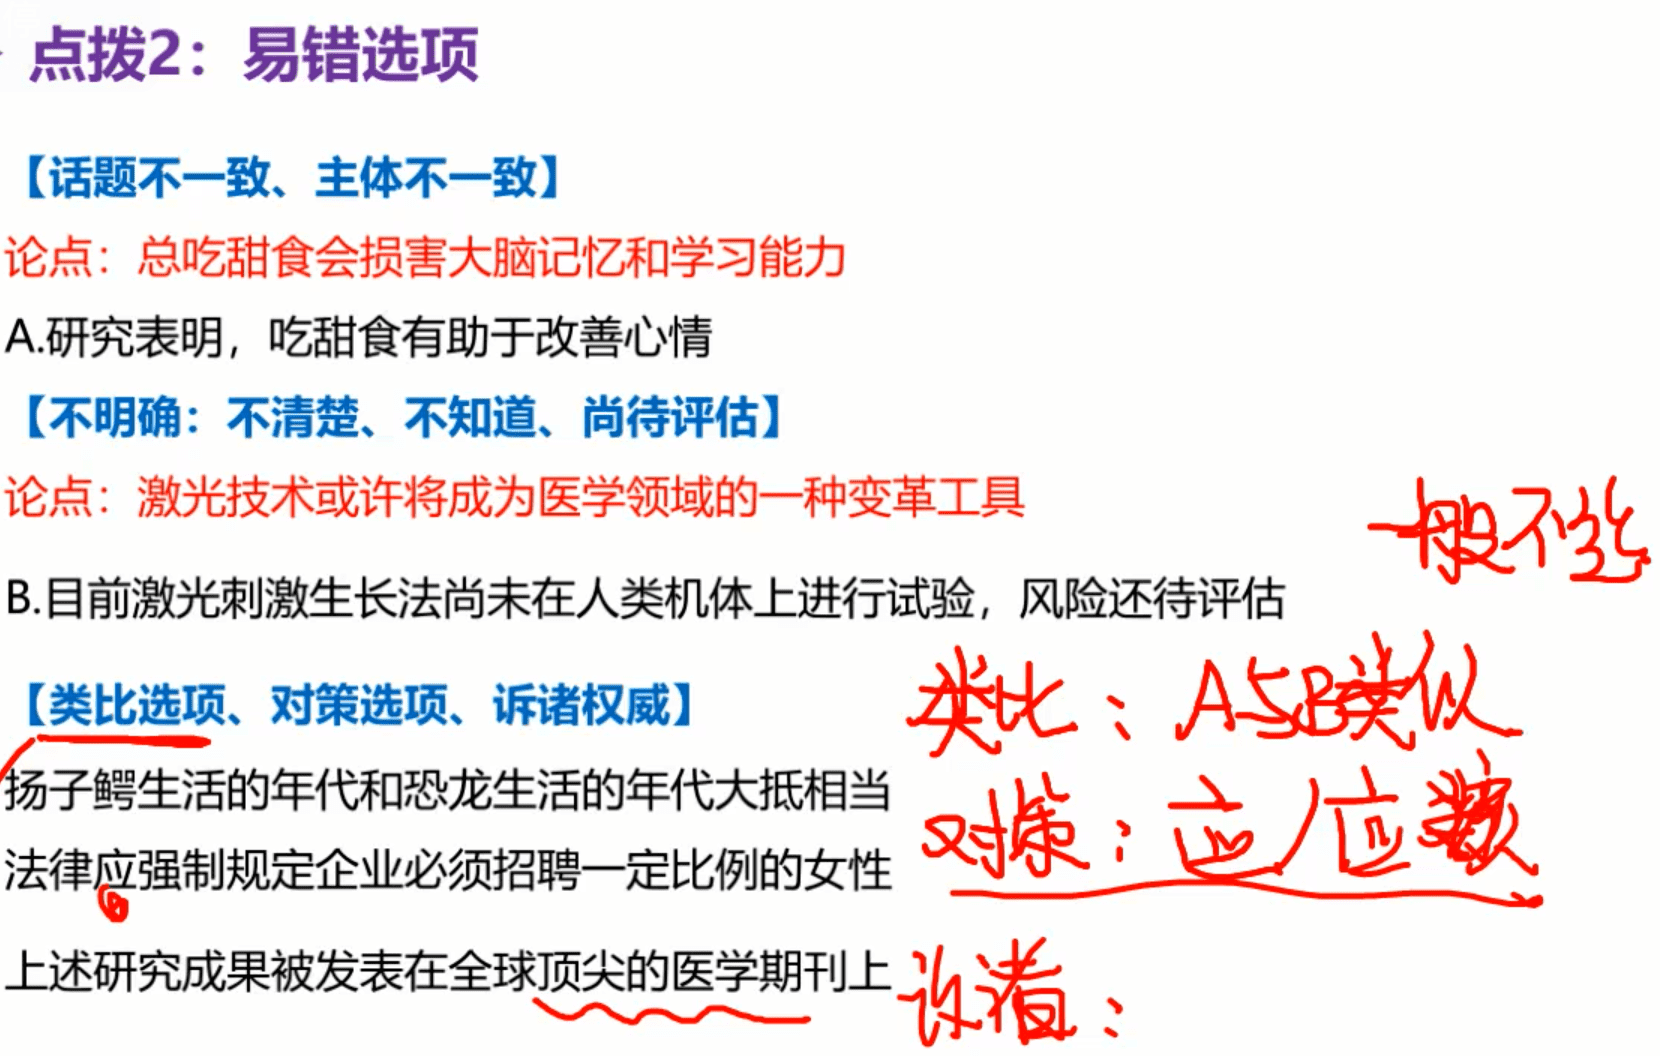 点拨2：易错选项
【话题不一致、主体不一致】
论点：总吃甜食会损害大脑记忆和学习能力
A.研究表明，吃甜食有助于改善心情
【不明确：不清楚、不知道、尚待评估】
论点：激光技术或许将成为医学领域的一种变革工具
一般不选
B.目前激光刺激生长法尚未在人类机体上进行试验，风险还待评估
【类比选项、对策选项、诉诸权威】
类比：A与B类似
扬子鳄生活的年代和恐龙生活的年代大抵相当
对策：应/应该
法律应强制规定企业必须招聘一定比例的女性
上述研究成果被发表在全球顶尖的医学期刊上
诉诸：